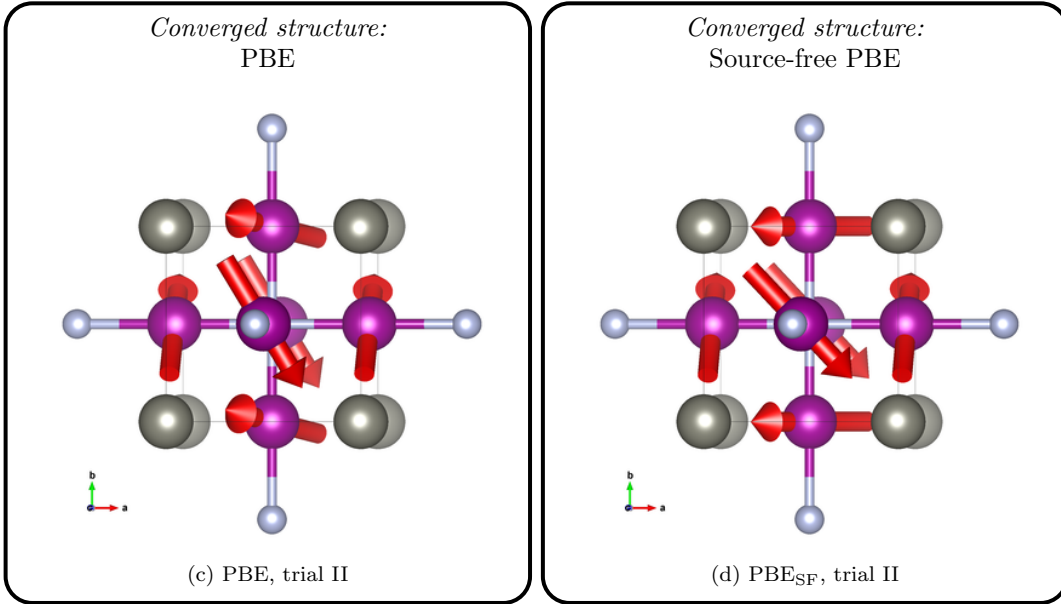 Converged structure:
PBE
b
a
(c) PBE, trial II
Converged structure:
Source-free PBE
b
a
(d) PBE_SF, trial II